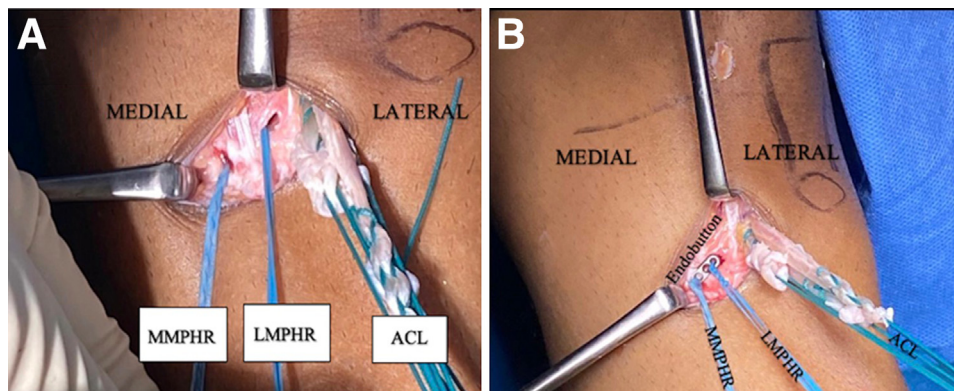 A
MEDIAL
LATERAL
MMPHR
LMPHR
ACL
B
MEDIAL
LATERAL
Endobutton
MMPHR
LMPHR
ACL